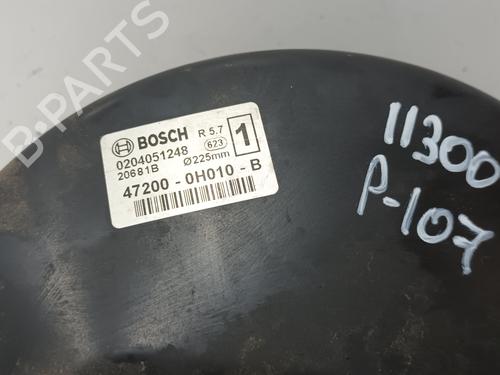 B-PARTS
BOSCH R 5.7 1
0204051248 623
20681B Ø225mm
47200 - 0H010 - B
11300
P-107